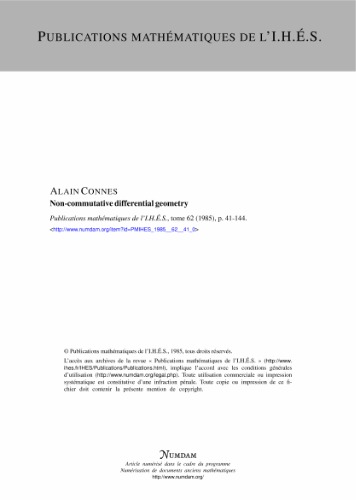 PUBLICATIONS MATHÉMATIQUES DE L'I.H.É.S.
ALAIN CONNES
Non-commutative differential geometry
Publications mathématiques de l'I.H.É.S., tome 62 (1985), p. 41-144.
<http://www.numdam.org/item?id=PMIHES_1985__62__41_0>
© Publications mathématiques de l'I.H.É.S., 1985, tous droits réservés.
L'accès aux archives de la revue « Publications mathématiques de l'I.H.É.S. » (http://www.
ihes.fr/IHES/Publications/Publications.html), implique l'accord avec les conditions générales
d'utilisation (http://www.numdam.org/legal.php). Toute utilisation commerciale ou impression
systématique est constitutive d'une infraction pénale. Toute copie ou impression de ce fi-
chier doit contenir la présente mention de copyright.
NUMDAM
Article numérisé dans le cadre du programme
Numérisation de documents anciens mathématiques
http://www.numdam.org/